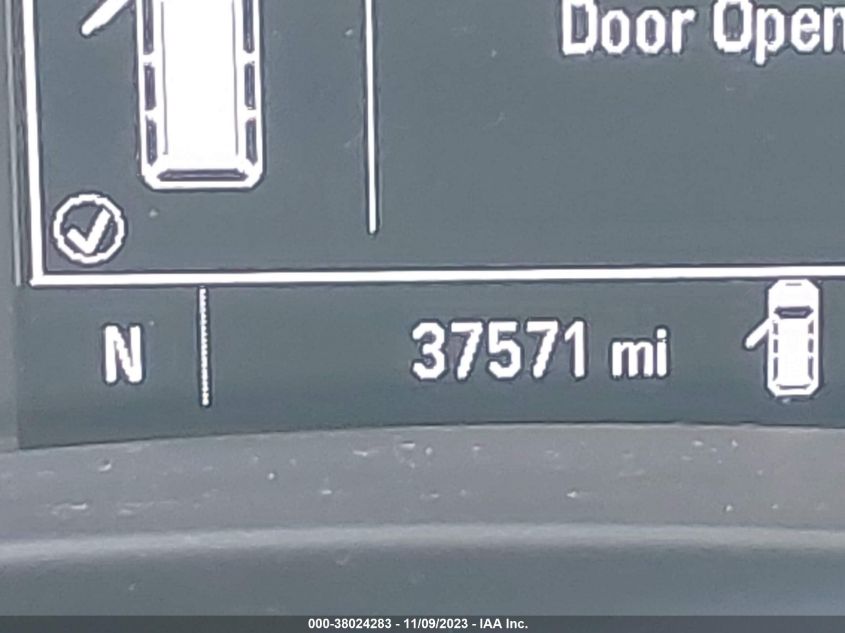 Door Open
N 37571 mi
000-38024283 - 11/09/2023 - IAA Inc.